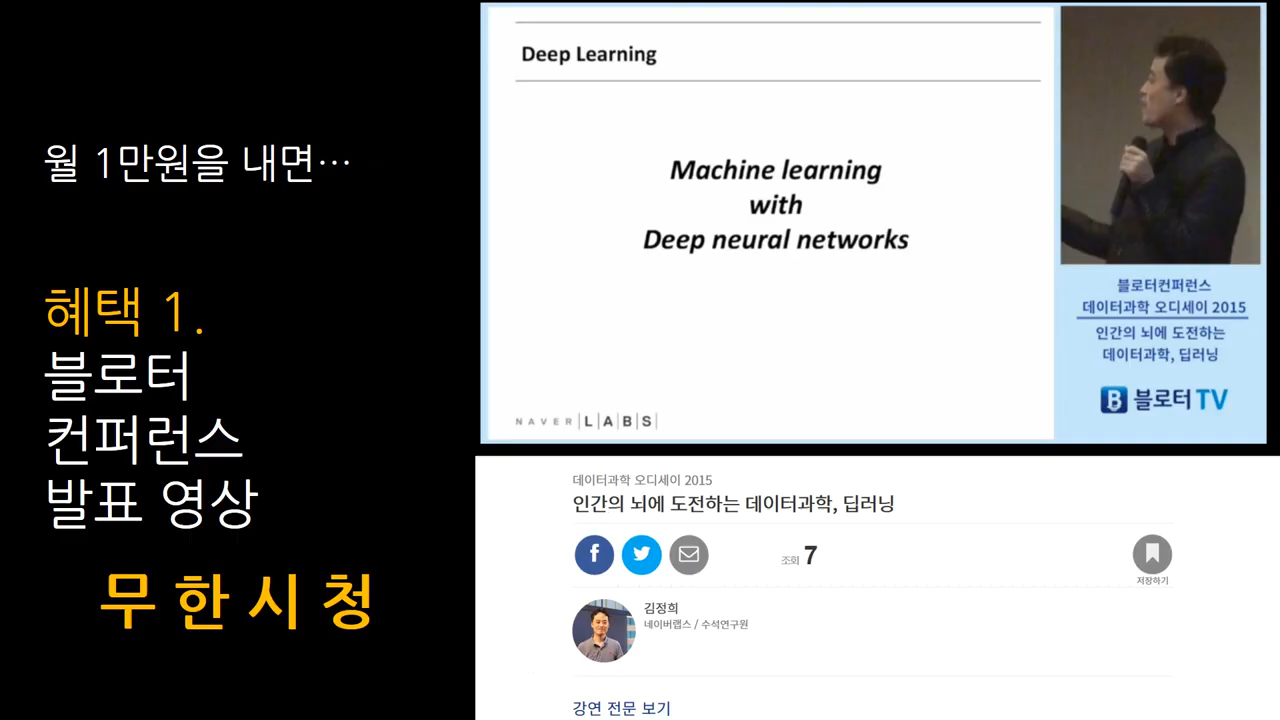 월 1만원을 내면…
혜택 1.
블로터
컨퍼런스
발표 영상
무 한 시 청
Deep Learning
Machine learning
with
Deep neural networks
NAVER LABS
블로터컨퍼런스
데이터과학 오디세이 2015
인간의 뇌에 도전하는
데이터과학, 딥러닝
블로터 TV
데이터과학 오디세이 2015
인간의 뇌에 도전하는 데이터과학, 딥러닝
조회 7
저장하기
김정희
네이버랩스 / 수석연구원
강연 전문 보기